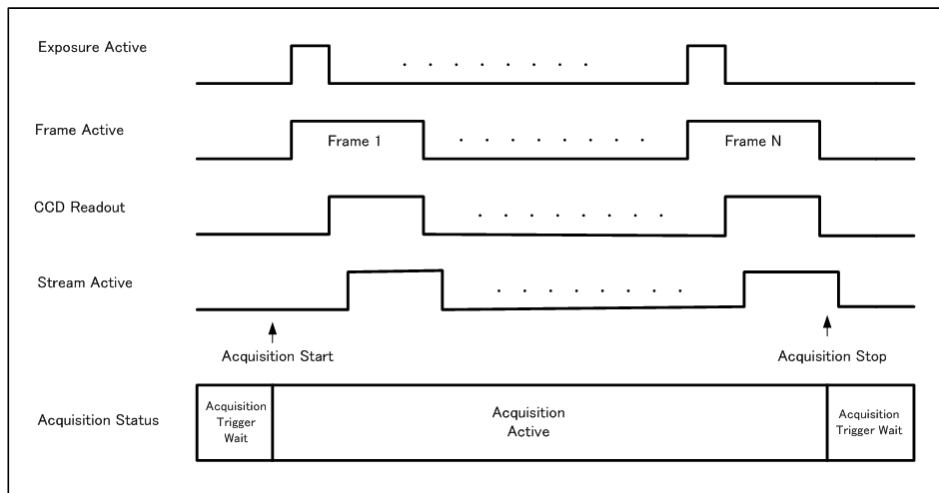 Exposure Active
Frame Active
Frame 1
Frame N
CCD Readout
Stream Active
Acquisition Start
Acquisition Stop
Acquisition Status
Acquisition
Trigger
Wait
Acquisition
Active
Acquisition
Trigger Wait